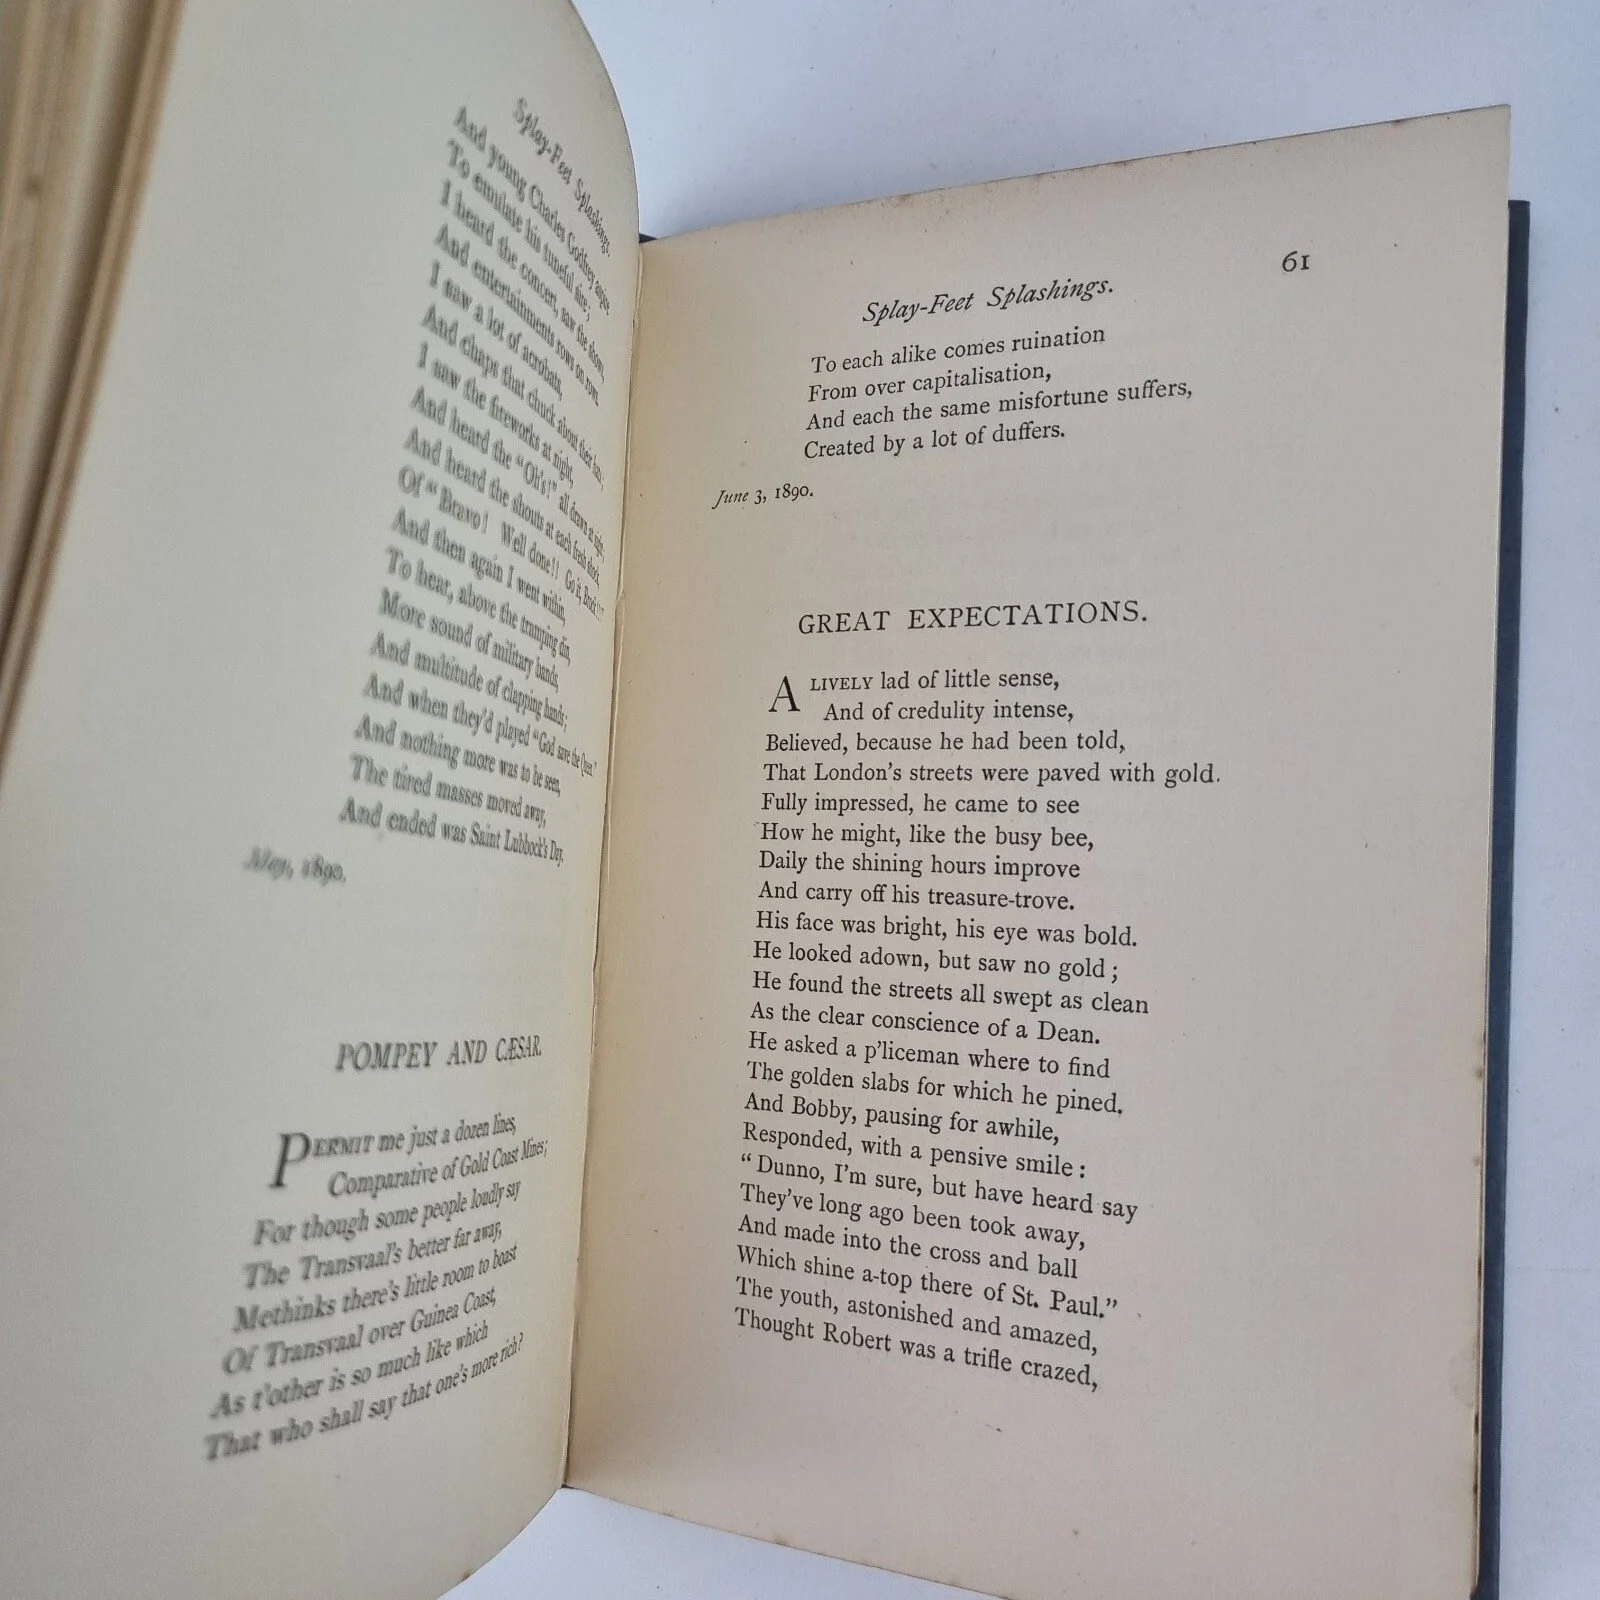 Splay-Feet Splashings.
And young Charles Godfrey aspire
To emulate his tuneful sire;
I heard the concert, saw the show,
And entertainments rows on rows.
I saw a lot of acrobats,
And chaps that chuck about their hats;
I saw the fireworks at night,
And heard the "Oh's!" all drawn at
And heard the shouts at each fresh shock,
Of "Bravo! Well done!! Go it, Brock!!!"
And then again I went within,
To hear, above the tramping din,
More sound of military bands,
And multitude of clapping hands;
And when they'd played "God save the Queen"
And nothing more was to be seen,
The tired masses moved away,
And ended was Saint Lubbock's Day.
May, 1890.
POMPEY AND CÆSAR.
PERMIT me just a dozen lines,
Comparative of Gold Coast Mines;
For though some people loudly say
The Transvaal's better far away,
Methinks there's little room to boast
Of Transvaal over Guinea Coast,
As t'other is so much like which
That who shall say that one's more rich?
61
Splay-Feet Splashings.
To each alike comes ruination
From over capitalisation,
And each the same misfortune suffers,
Created by a lot of duffers.
June 3, 1890.
GREAT EXPECTATIONS.
A LIVELY lad of little sense,
And of credulity intense,
Believed, because he had been told,
That London's streets were paved with gold.
Fully impressed, he came to see
How he might, like the busy bee,
Daily the shining hours improve
And carry off his treasure-trove.
His face was bright, his eye was bold.
He looked adown, but saw no gold;
He found the streets all swept as clean
As the clear conscience of a Dean.
He asked a p'liceman where to find
The golden slabs for which he pined.
And Bobby, pausing for awhile,
Responded, with a pensive smile:
"Dunno, I'm sure, but have heard say
They've long ago been took away,
And made into the cross and ball
Which shine a-top there of St. Paul."
The youth, astonished and amazed,
Thought Robert was a trifle crazed,